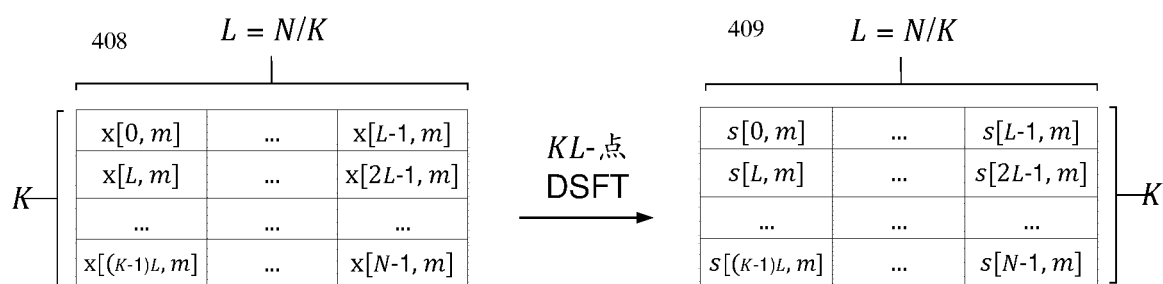 408
L = N/K
409
L = N/K
x[0, m] ... x[L-1, m]
x[L, m] ... x[2L-1, m]
... ... ...
x[(K-1)L, m] ... x[N-1, m]
K
KL-点
DSFT
s[0, m] ... s[L-1, m]
s[L, m] ... s[2L-1, m]
... ... ...
s[(K-1)L, m] ... s[N-1, m]
K